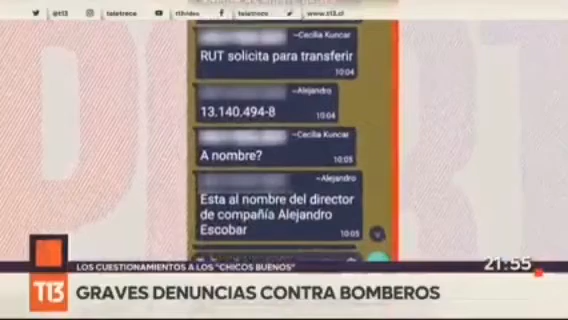 @t13
teletrece
t13video
teletrece
www.t13.cl
~Cecilia Kuncar
RUT solicita para transferir
10:04
~Alejandro
13.140.494-8
10:04
~Cecilia Kuncar
A nombre?
10:05
~Alejandro
Esta al nombre del director
de compañía Alejandro
Escobar
10:05
LOS CUESTIONAMIENTOS A LOS "CHICOS BUENOS"
21:55
T13
GRAVES DENUNCIAS CONTRA BOMBEROS